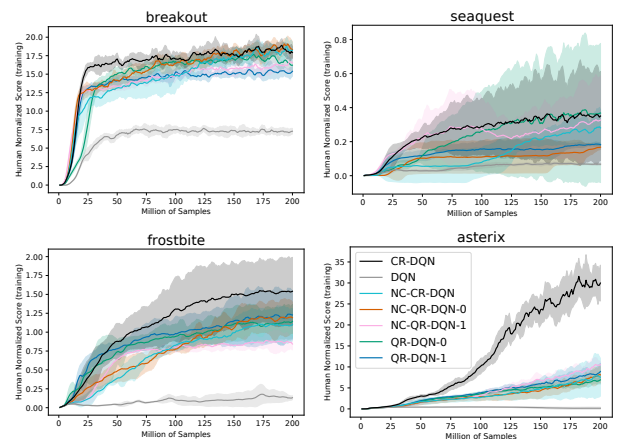 breakout
Human Normalized Score (training)
20.0
17.5
15.0
12.5
10.0
7.5
5.0
2.5
0.0
0 25 50 75 100 125 150 175 200
Million of Samples
seaquest
Human Normalized Score (training)
0.8
0.6
0.4
0.2
0.0
0 25 50 75 100 125 150 175 200
Million of Samples
frostbite
Human Normalized Score (training)
2.00
1.75
1.50
1.25
1.00
0.75
0.50
0.25
0.00
0 25 50 75 100 125 150 175 200
Million of Samples
asterix
Human Normalized Score (training)
35
30
25
20
15
10
5
0
CR-DQN
DQN
NC-CR-DQN
NC-QR-DQN-0
NC-QR-DQN-1
QR-DQN-0
QR-DQN-1
0 25 50 75 100 125 150 175 200
Million of Samples